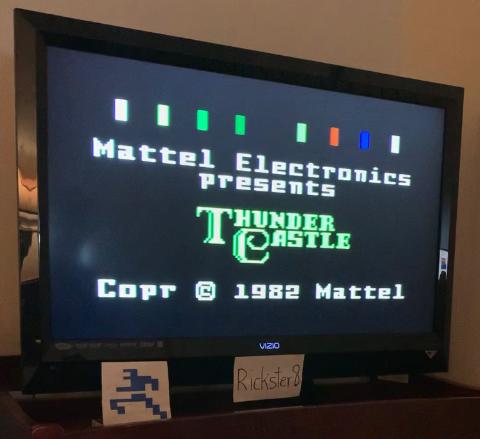 Mattel Electronics
presents
THUNDER
CASTLE
Copr © 1982 Mattel
VIZIO
Rickster8